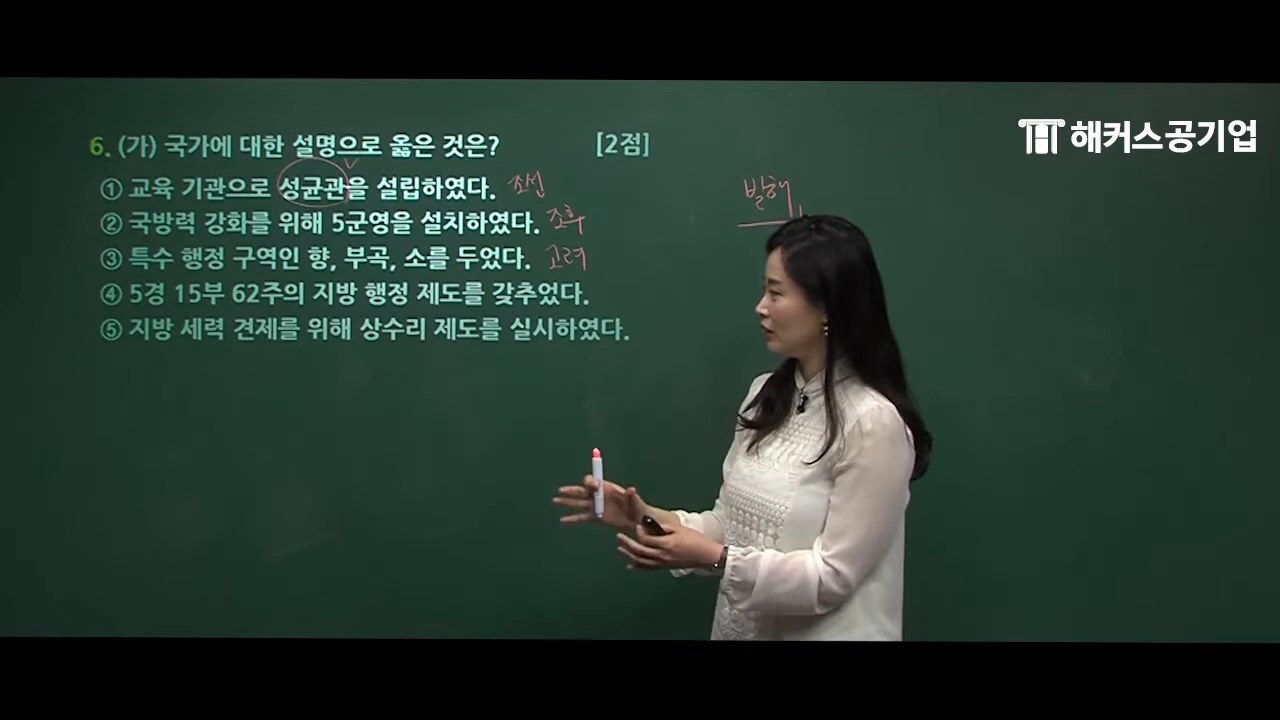 해커스공기업
6. (가) 국가에 대한 설명으로 옳은 것은? [2점]
① 교육 기관으로 성균관을 설립하였다. 조선
② 국방력 강화를 위해 5군영을 설치하였다. 조후
③ 특수 행정 구역인 향, 부곡, 소를 두었다. 고려
④ 5경 15부 62주의 지방 행정 제도를 갖추었다.
⑤ 지방 세력 견제를 위해 상수리 제도를 실시하였다.
발해